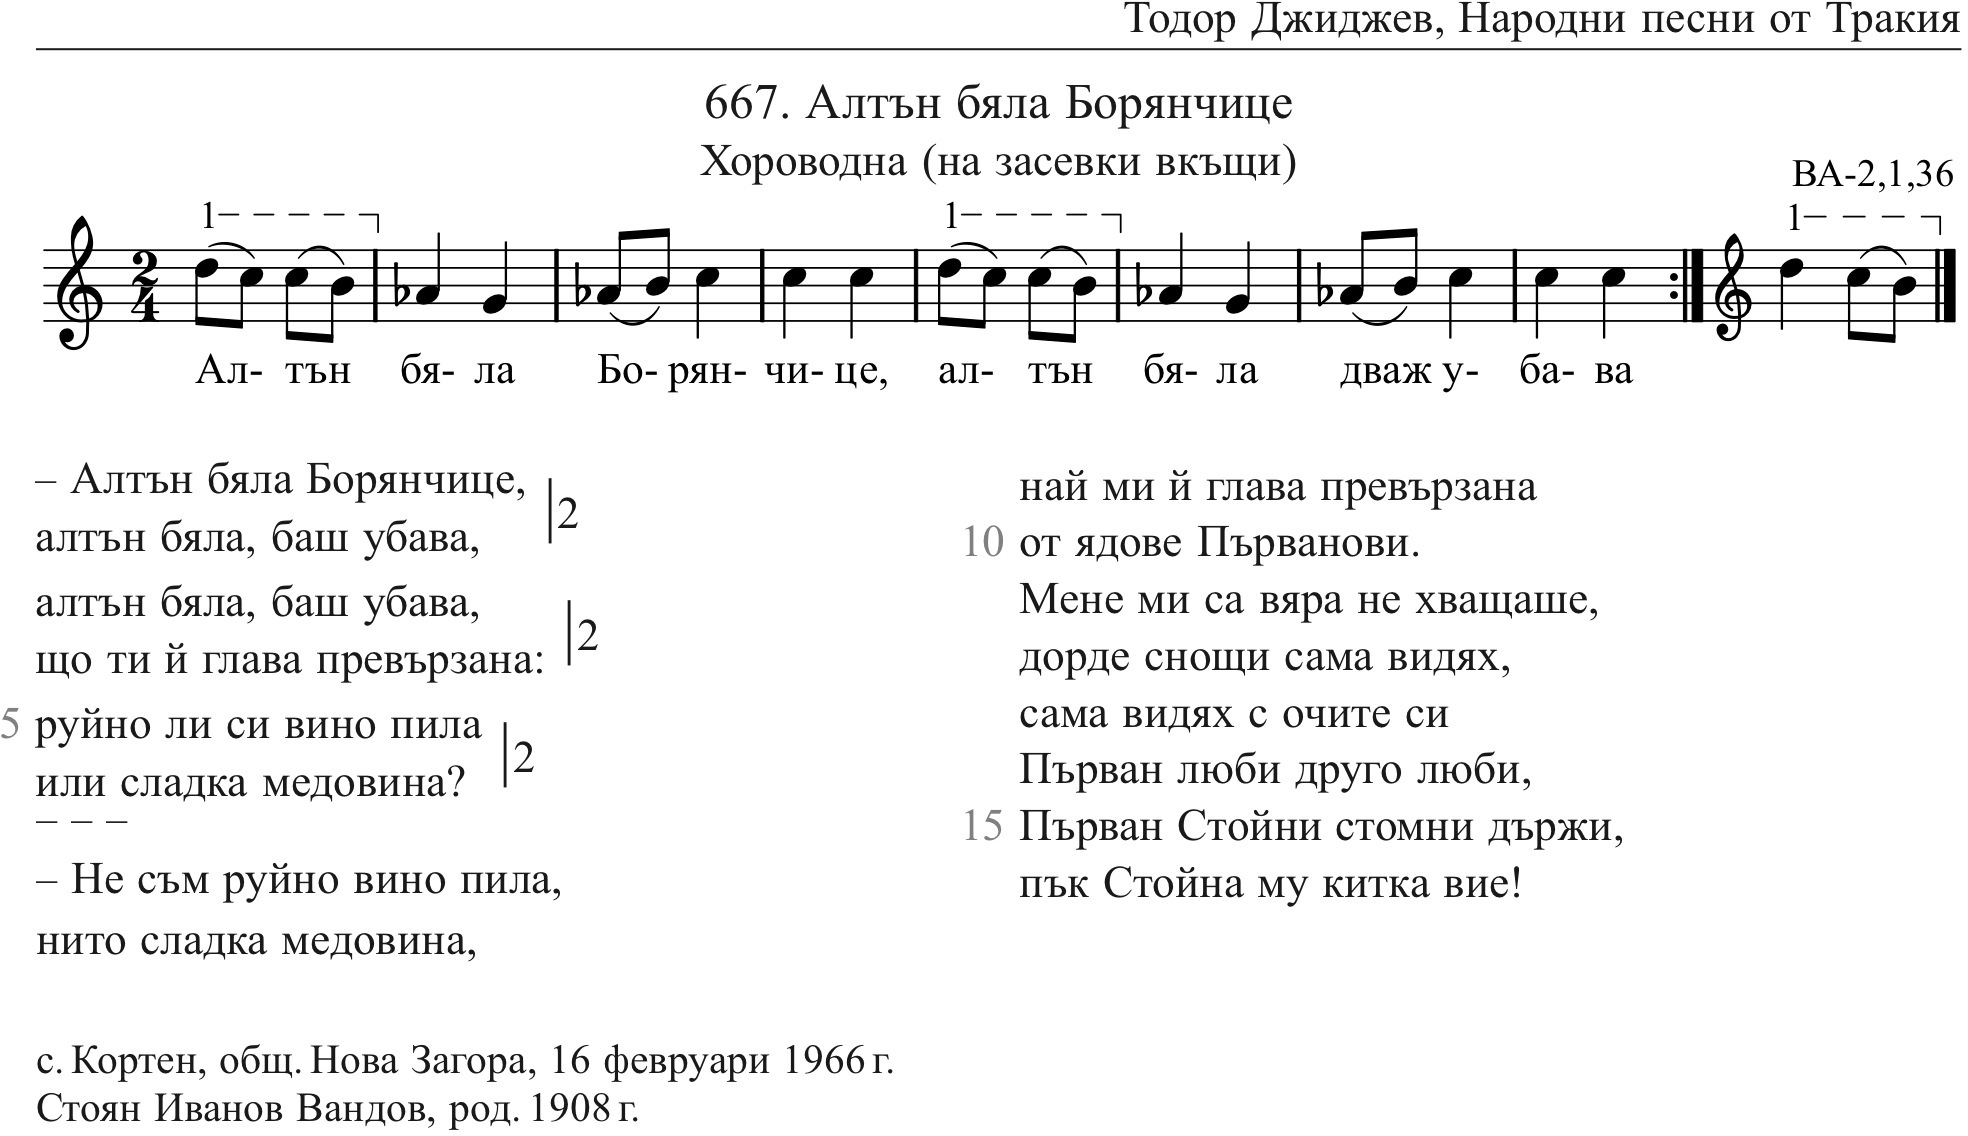 Тодор Джиджев, Народни песни от Тракия
667. Алтън бяла Борянчице
Хороводна (на засевки вкъщи)
ВА-2,1,36
1 1 1
2
4
Ал- тън бя- ла Бо- рян- чи- це, ал- тън бя- ла дваж у- ба- ва
– Алтън бяла Борянчице,
алтън бяла, баш убава,
|2
алтън бяла, баш убава,
що ти й глава превързана:
|2
5 руйно ли си вино пила
или сладка медовина?
|2
– – –
– Не съм руйно вино пила,
нито сладка медовина,
най ми й глава превързана
10 от ядове Първанови.
Мене ми са вяра не хващаше,
дорде снощи сама видях,
сама видях с очите си
Първан люби друго люби,
15 Първан Стойни стомни държи,
пък Стойна му китка вие!
с. Кортен, общ. Нова Загора, 16 февруари 1966 г.
Стоян Иванов Вандов, род. 1908 г.